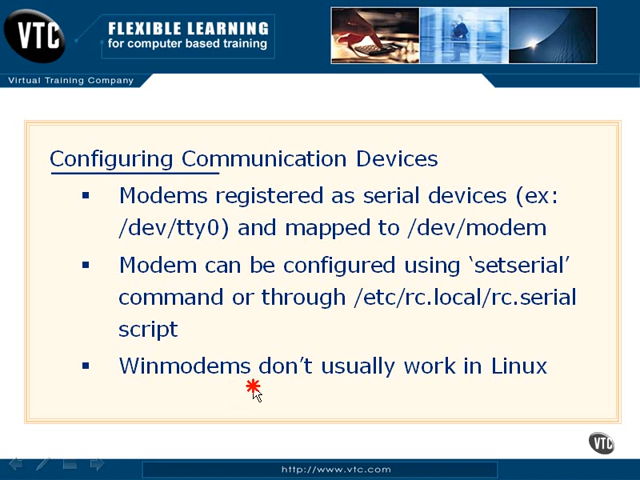 VTC
FLEXIBLE LEARNING
for computer based training
Virtual Training Company
Configuring Communication Devices
▪ Modems registered as serial devices (ex:
/dev/tty0) and mapped to /dev/modem
▪ Modem can be configured using ‘setserial’
command or through /etc/rc.local/rc.serial
script
▪ Winmodems don’t usually work in Linux
VTC
http://www.vtc.com